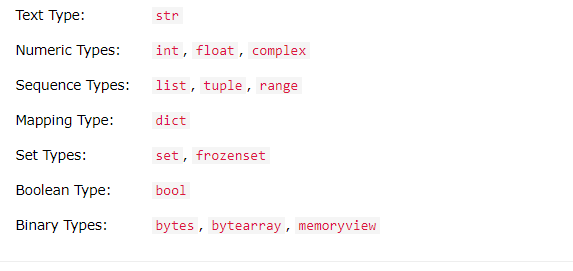 Text Type: str
Numeric Types: int, float, complex
Sequence Types: list, tuple, range
Mapping Type: dict
Set Types: set, frozenset
Boolean Type: bool
Binary Types: bytes, bytearray, memoryview